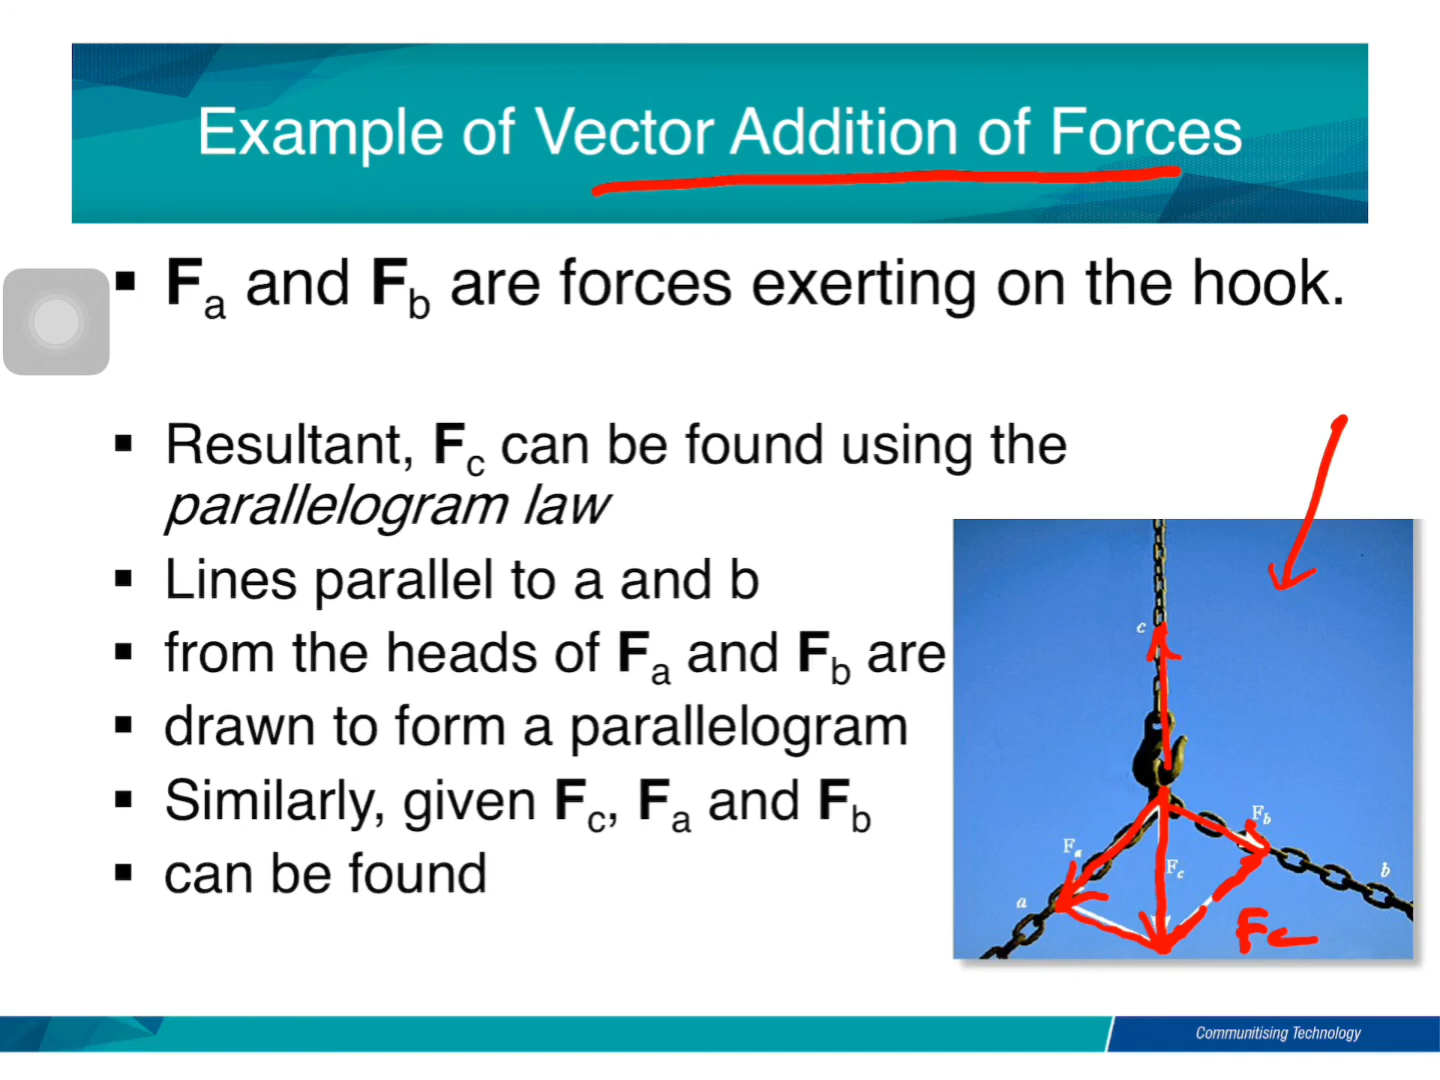 Example of Vector Addition of Forces
▪ Fa and Fb are forces exerting on the hook.
▪ Resultant, Fc can be found using the
parallelogram law
▪ Lines parallel to a and b
▪ from the heads of Fa and Fb are
▪ drawn to form a parallelogram
▪ Similarly, given Fc, Fa and Fb
▪ can be found
c
Fb
Fa
Fc
b
a
Fc
Communitising Technology